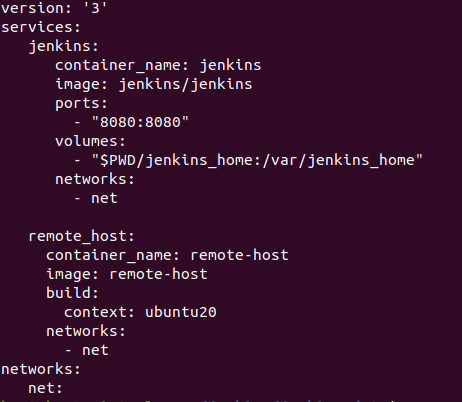 version: '3'
services:
   jenkins:
      container_name: jenkins
      image: jenkins/jenkins
      ports:
        - "8080:8080"
      volumes:
        - "$PWD/jenkins_home:/var/jenkins_home"
      networks:
        - net

   remote_host:
     container_name: remote-host
     image: remote-host
     build:
       context: ubuntu20
     networks:
       - net
networks:
   net: